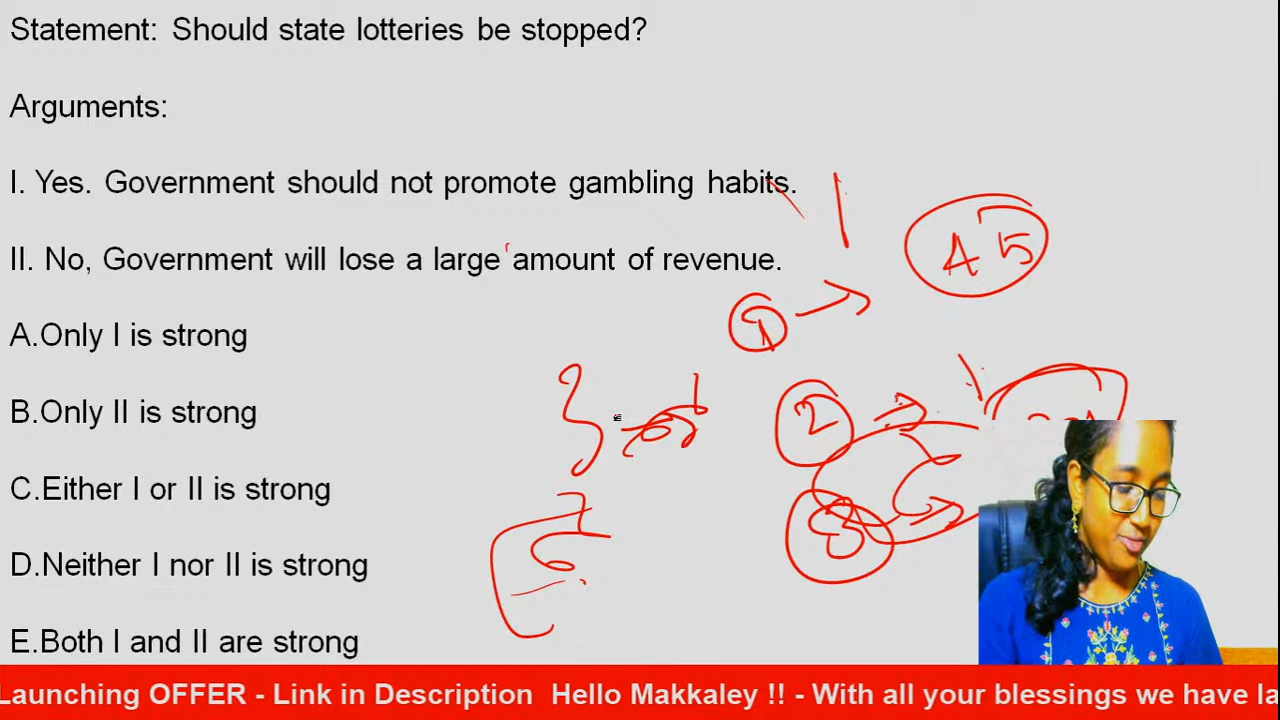 Statement: Should state lotteries be stopped?
Arguments:
I. Yes. Government should not promote gambling habits.
II. No, Government will lose a large amount of revenue.
A.Only I is strong
B.Only II is strong
C.Either I or II is strong
D.Neither I nor II is strong
E.Both I and II are strong
45
2
3
Launching OFFER - Link in Description Hello Makkaley !! - With all your blessings we have la